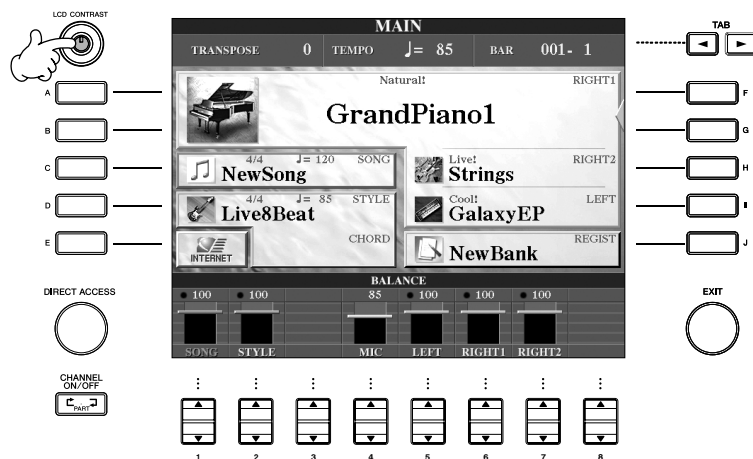 LCD CONTRAST
MAIN
TAB
TRANSPOSE 0 TEMPO ♩= 85 BAR 001- 1
A
B
C
D
E
Natural! RIGHT1
GrandPiano1
4/4 ♩= 120 SONG
NewSong
4/4 ♩= 85 STYLE
Live8Beat
INTERNET
CHORD
Live! RIGHT2
Strings
Cool! LEFT
GalaxyEP
REGIST
NewBank
F
G
H
I
J
BALANCE
100 100 85 100 100 100
SONG STYLE MIC LEFT RIGHT1 RIGHT2
DIRECT ACCESS
EXIT
CHANNEL
ON/OFF
PART
1 2 3 4 5 6 7 8